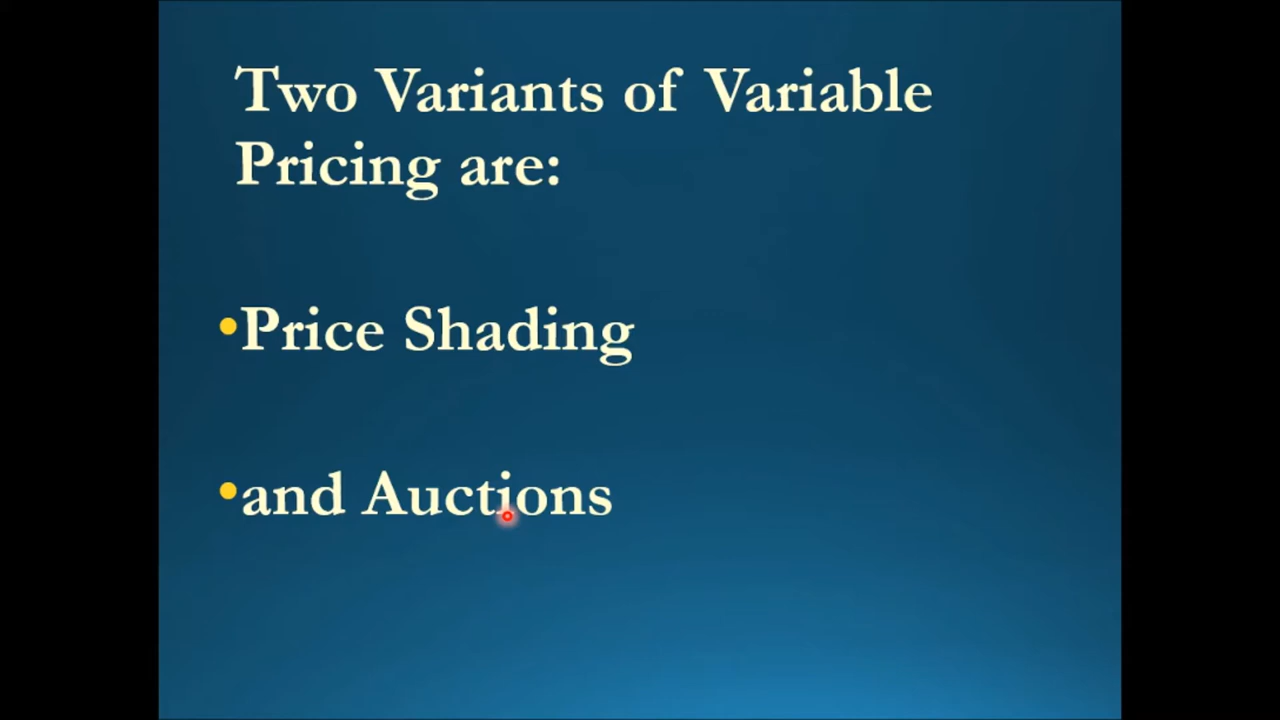 Two Variants of Variable
Pricing are:
•Price Shading
•and Auctions